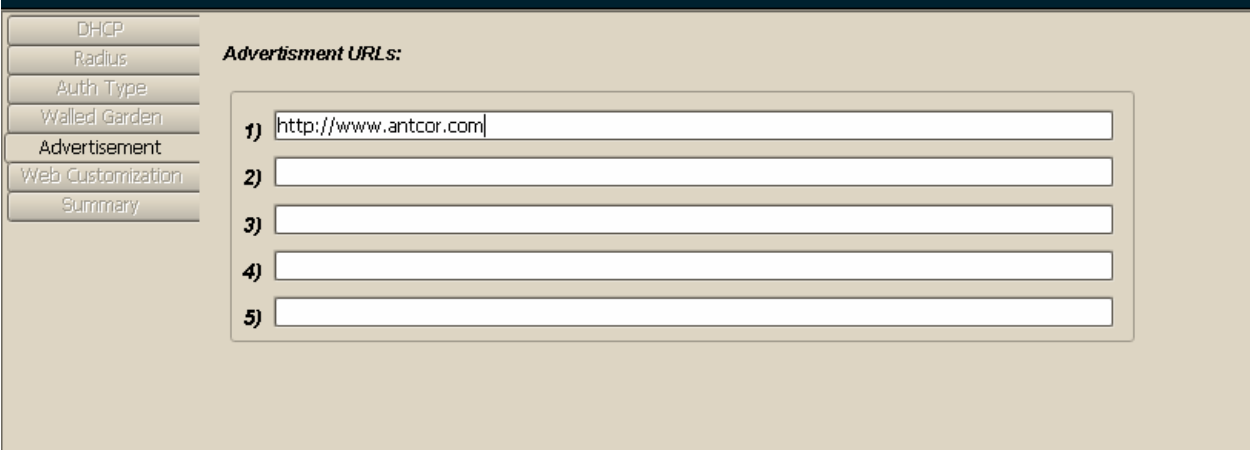 DHCP
Radius
Auth Type
Walled Garden
Advertisement
Web Customization
Summary
Advertisment URLs:
1) http://www.antcor.com
2)
3)
4)
5)